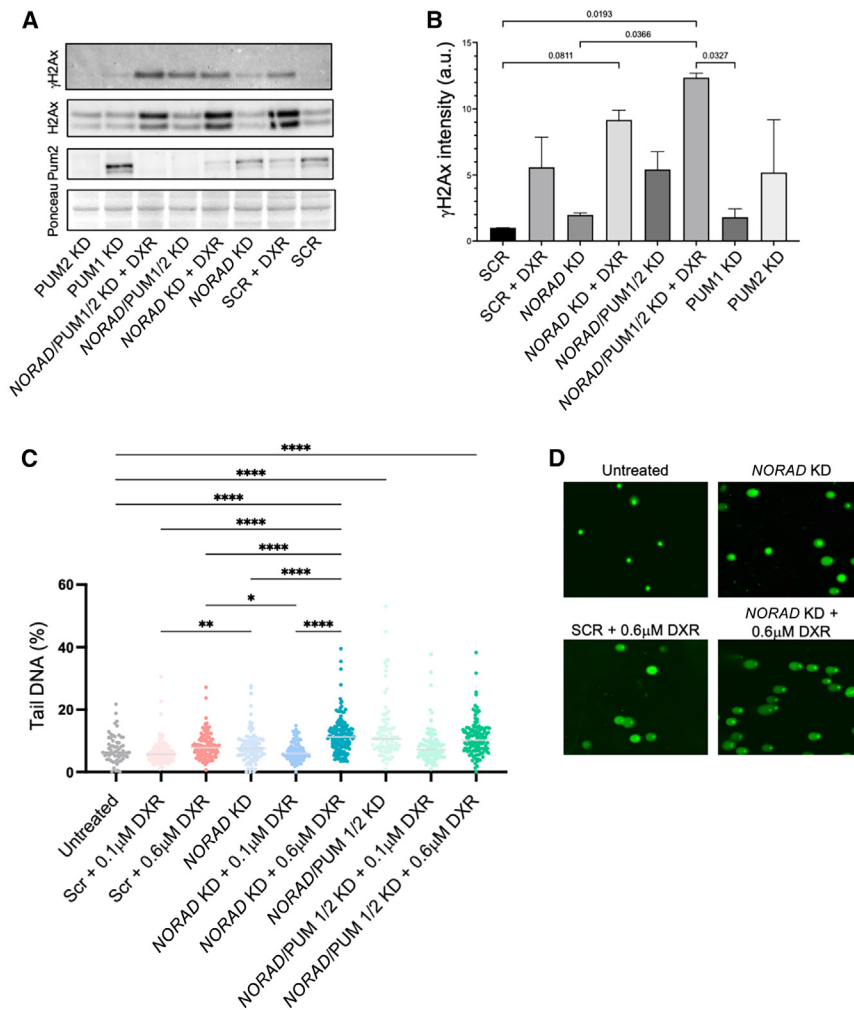 A
γH2Ax
H2Ax
Pum2
Ponceau
PUM2 KD
PUM1 KD
NORAD/PUM1/2 KD + DXR
NORAD/PUM1/2 KD
NORAD KD + DXR
NORAD KD
SCR + DXR
SCR
B
0.0193
0.0366
0.0811
0.0327
γH2Ax intensity (a.u.)
15
10
5
0
SCR
SCR + DXR
NORAD KD
NORAD KD + DXR
NORAD/PUM1/2 KD
NORAD/PUM1/2 KD + DXR
PUM1 KD
PUM2 KD
C
****
****
****
****
****
****
*
**
****
Tail DNA (%)
60
40
20
0
Untreated
Scr + 0.1μM DXR
Scr + 0.6μM DXR
NORAD KD
NORAD KD + 0.1μM DXR
NORAD KD + 0.6μM DXR
NORAD/PUM 1/2 KD
NORAD/PUM 1/2 KD + 0.1μM DXR
NORAD/PUM 1/2 KD + 0.6μM DXR
D
Untreated
NORAD KD
SCR + 0.6μM DXR
NORAD KD +
0.6μM DXR